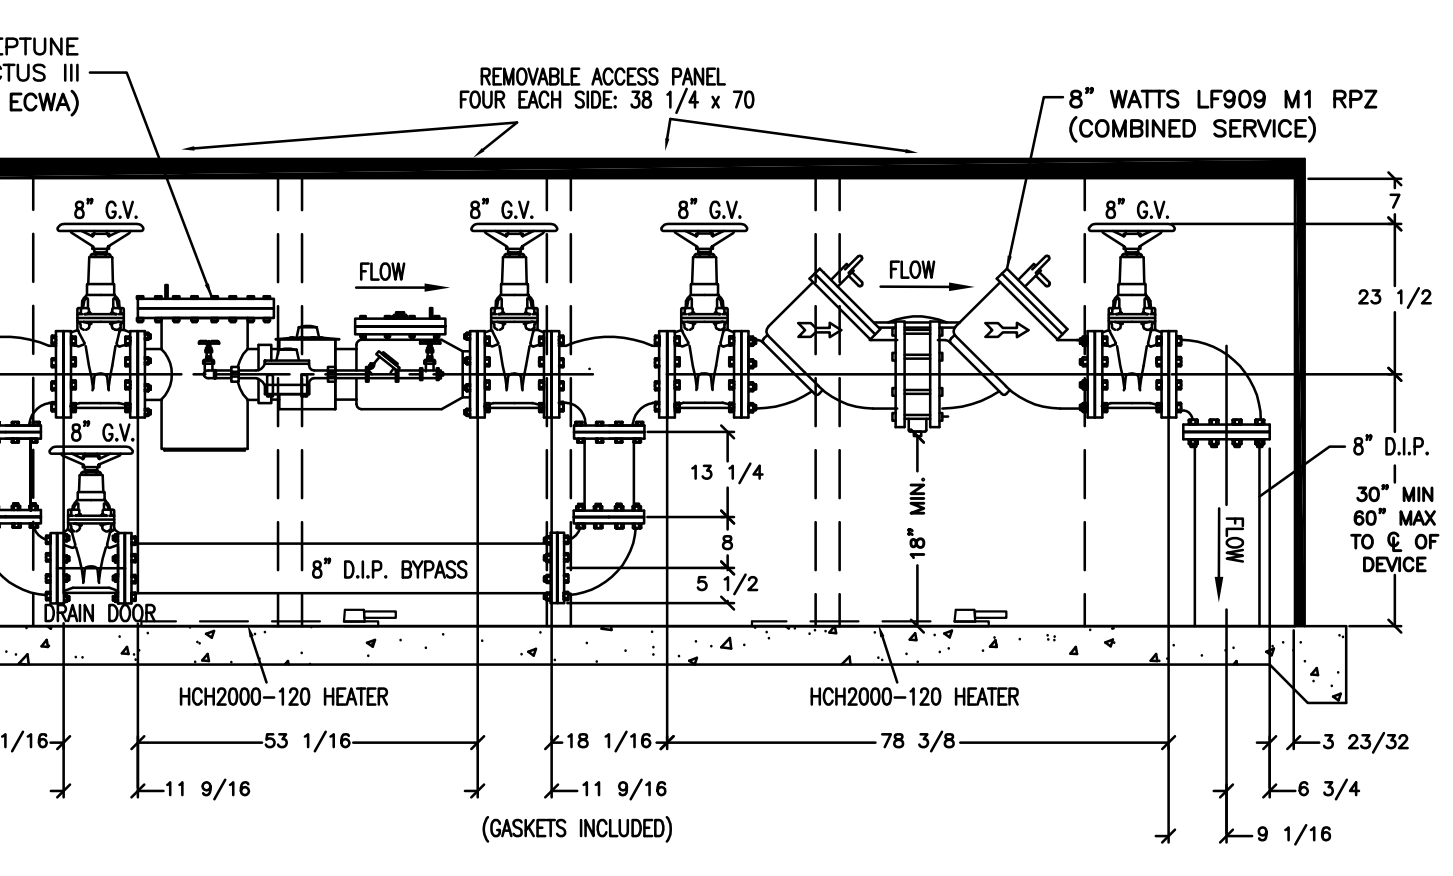 EPTUNE
CTUS III
ECWA)
REMOVABLE ACCESS PANEL
FOUR EACH SIDE: 38 1/4 x 70
8" WATTS LF909 M1 RPZ
(COMBINED SERVICE)
7
8" G.V.
8" G.V.
8" G.V.
8" G.V.
FLOW
FLOW
23 1/2
8" G.V.
13 1/4
18" MIN.
8" D.I.P.
30" MIN
60" MAX
TO ℄ OF
DEVICE
FLOW
8
8" D.I.P. BYPASS
5 1/2
DRAIN DOOR
HCH2000-120 HEATER
HCH2000-120 HEATER
1/16
53 1/16
18 1/16
78 3/8
3 23/32
11 9/16
11 9/16
6 3/4
(GASKETS INCLUDED)
9 1/16